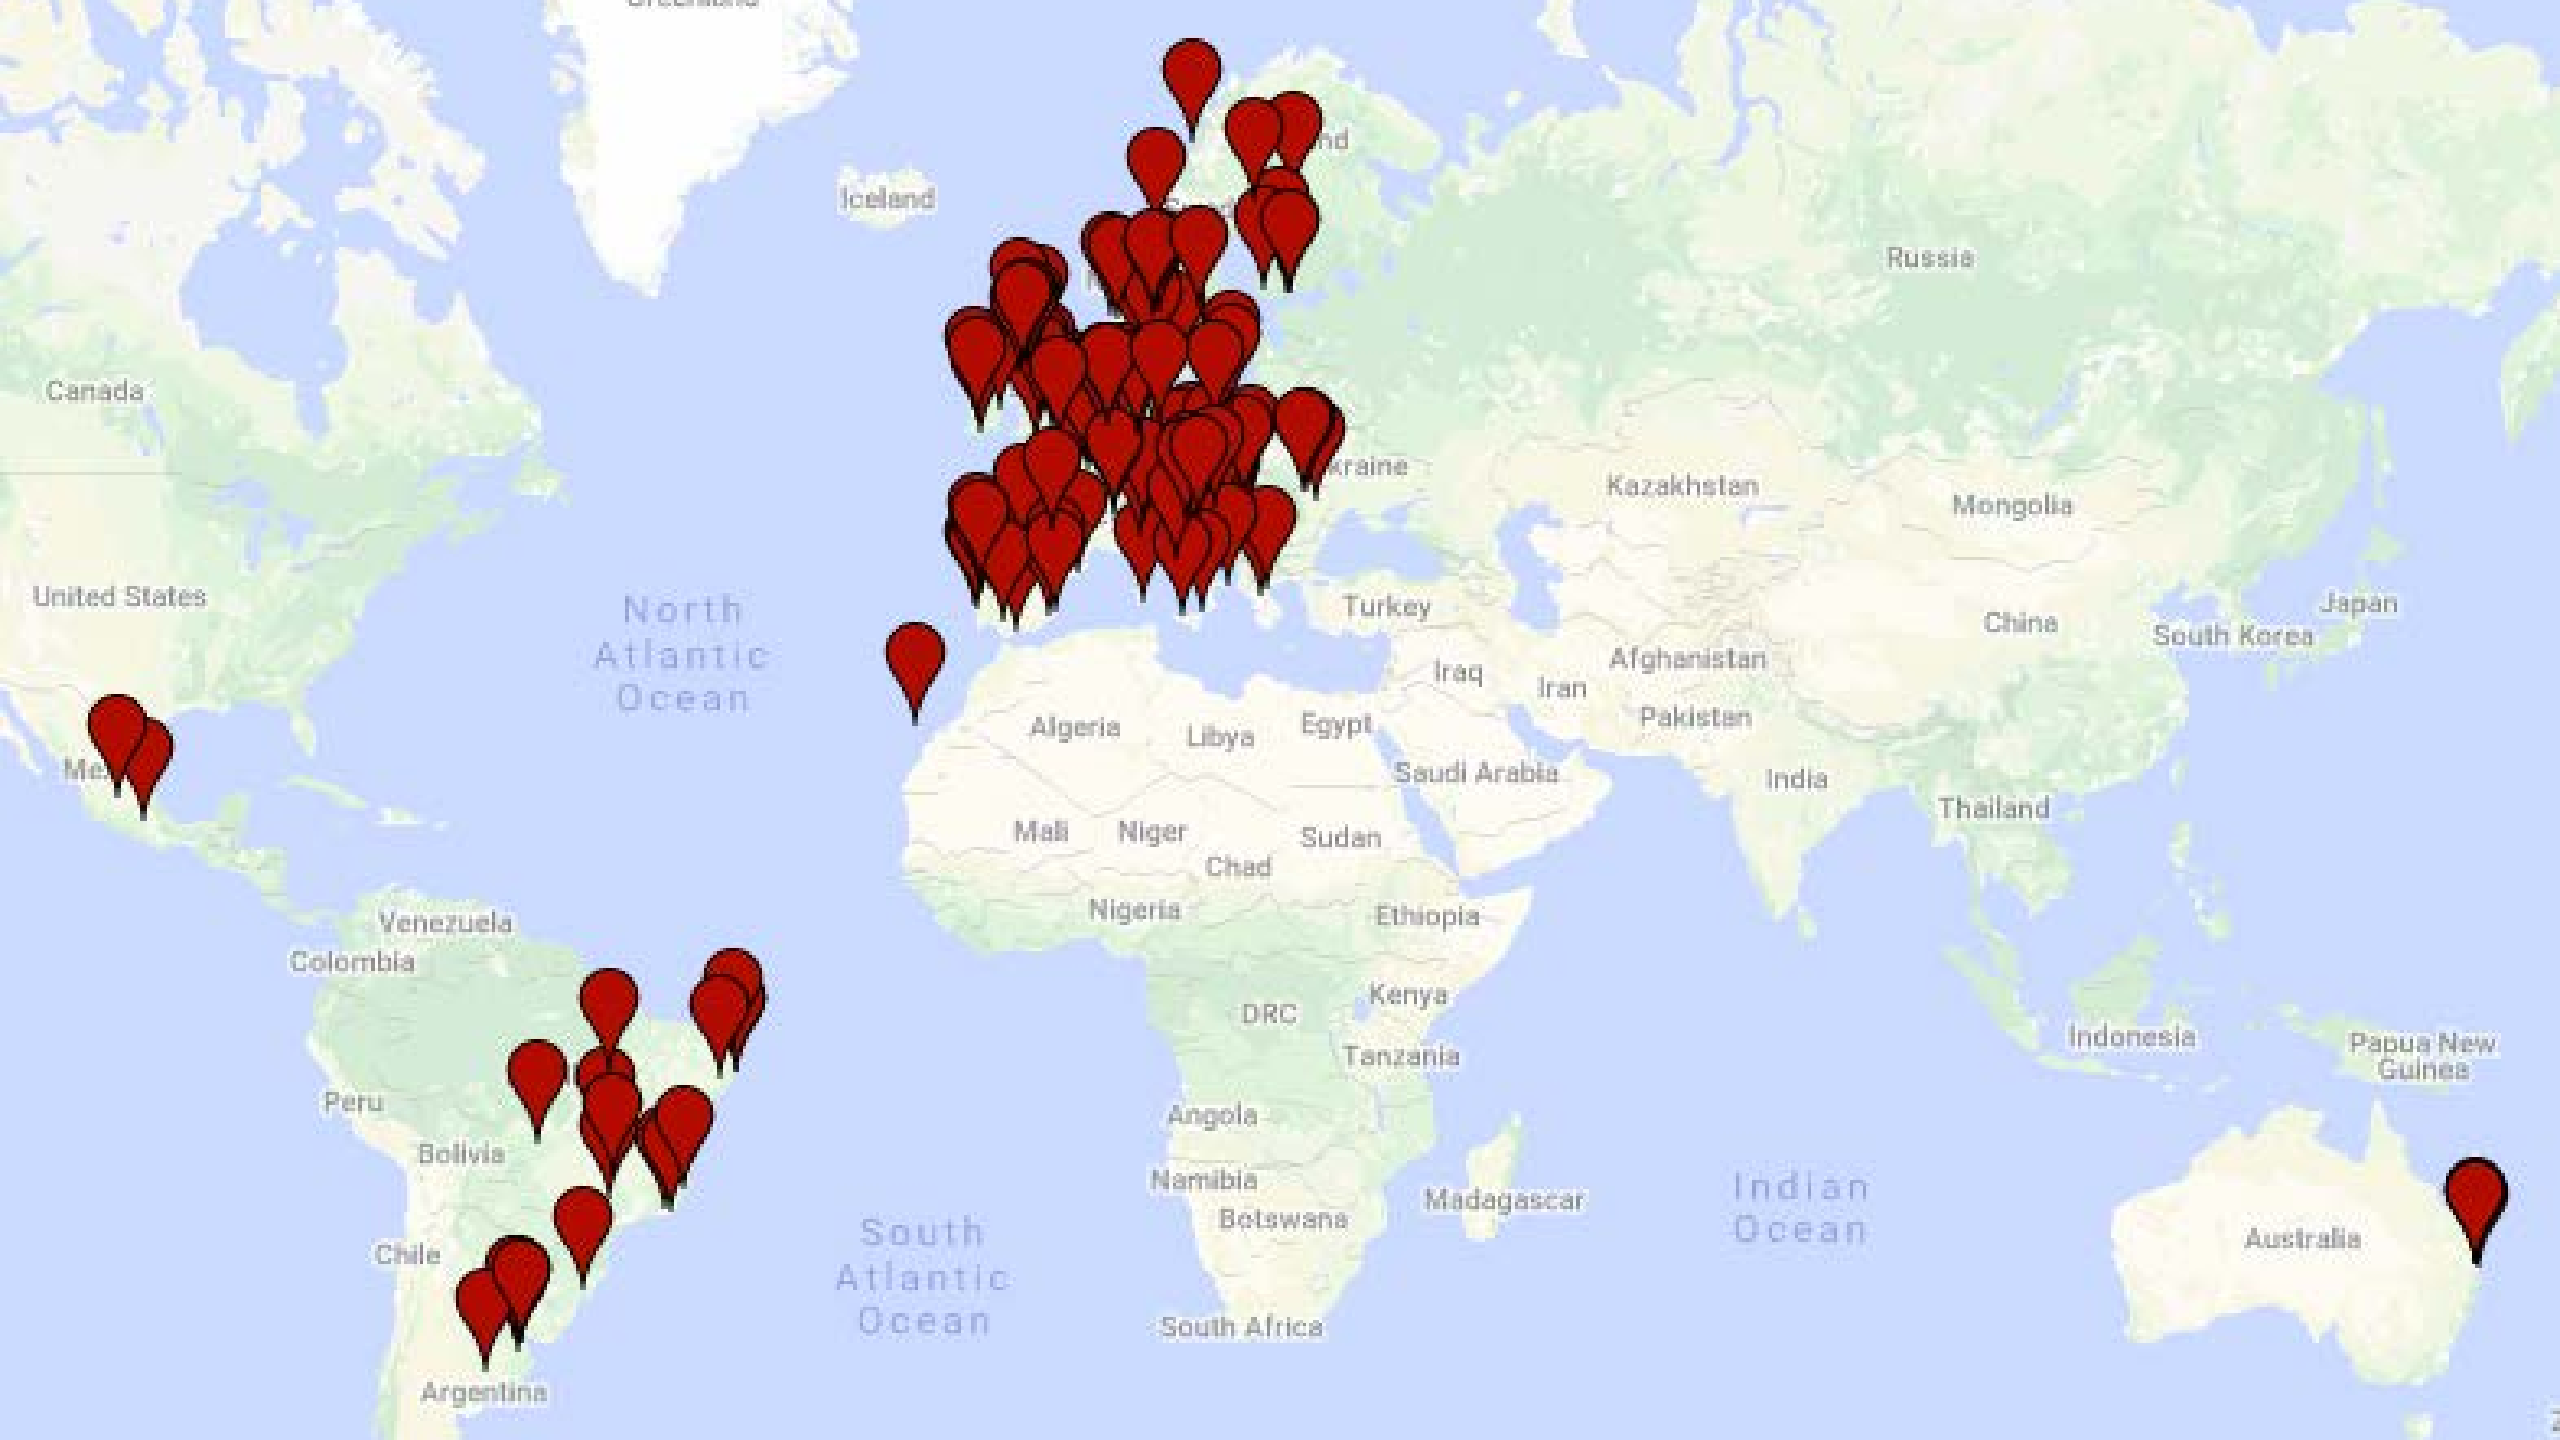 Greenland
Iceland
Russia
Canada
Kazakhstan
Mongolia
United States
North
Atlantic
Ocean
Turkey
Japan
China
South Korea
Afghanistan
Iraq
Iran
Pakistan
Algeria
Libya
Egypt
Saudi Arabia
India
Thailand
Mali
Niger
Sudan
Chad
Nigeria
Ethiopia
Venezuela
Colombia
Kenya
DRC
Tanzania
Indonesia
Papua New
Guinea
Peru
Angola
Bolivia
Namibia
Madagascar
Botswana
Indian
Ocean
Australia
Chile
South
Atlantic
Ocean
South Africa
Argentina